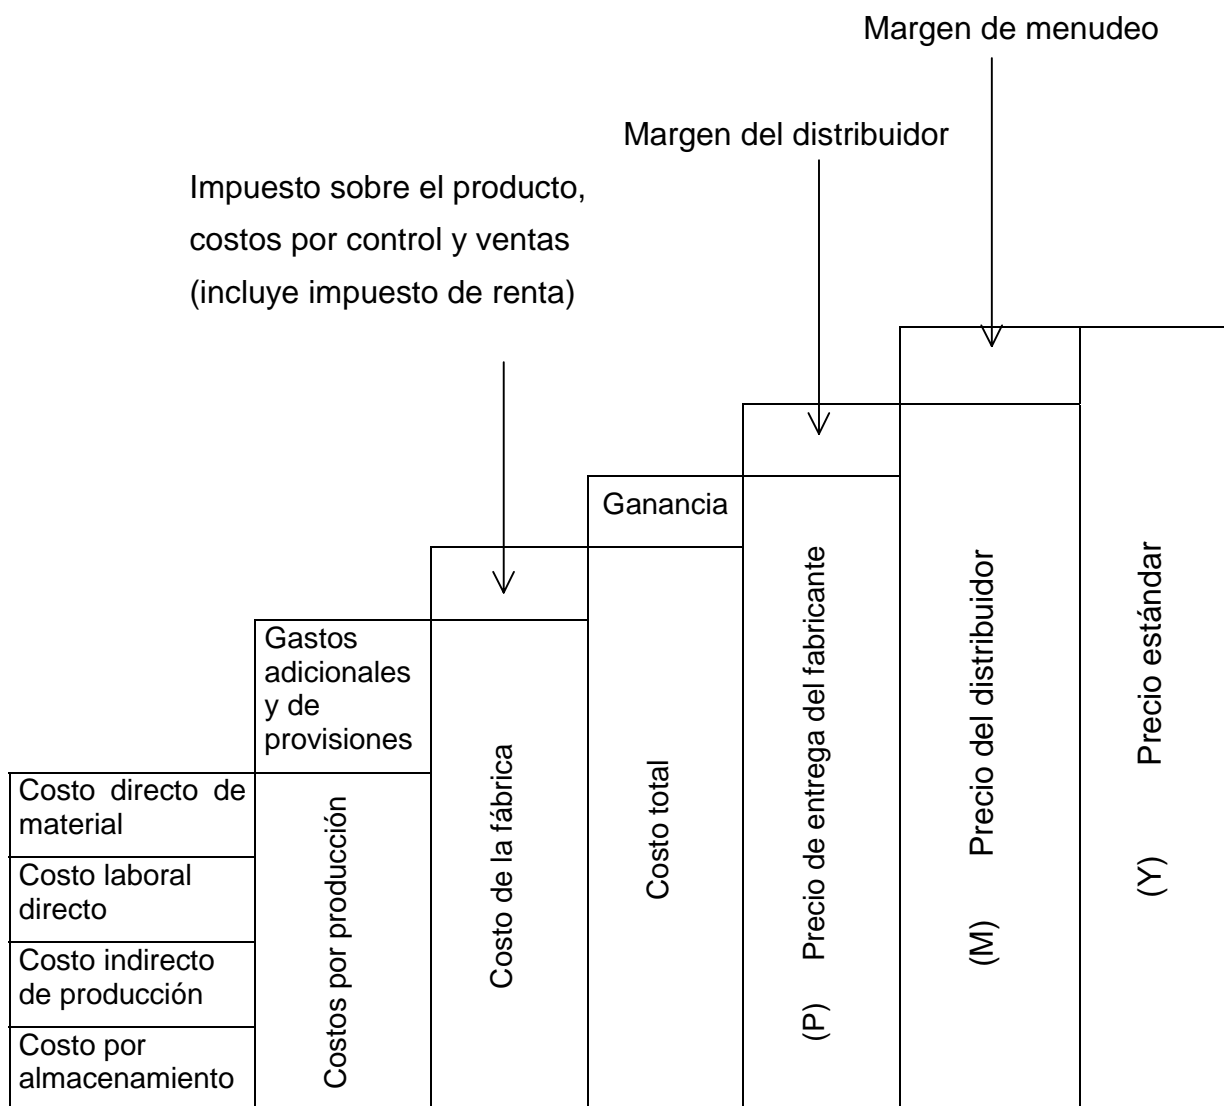 Margen de menudeo
Margen del distribuidor
Impuesto sobre el producto,
costos por control y ventas
(incluye impuesto de renta)
Ganancia
Gastos
adicionales
y de
provisiones
Costo directo de
material
Costo laboral
directo
Costo indirecto
de producción
Costo por
almacenamiento
Costos por producción
Costo de la fábrica
Costo total
(P) Precio de entrega del fabricante
(M) Precio del distribuidor
(Y) Precio estándar